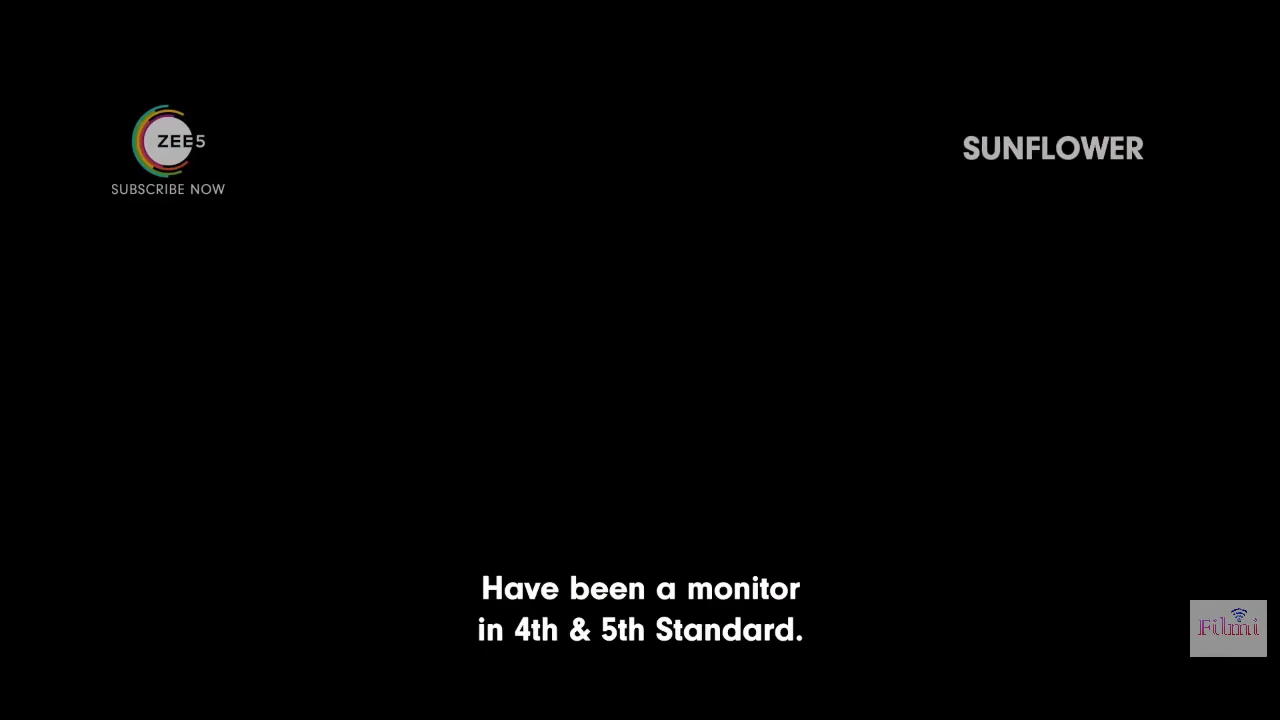 ZEE5
SUBSCRIBE NOW
SUNFLOWER
Have been a monitor
in 4th & 5th Standard.
Filmi